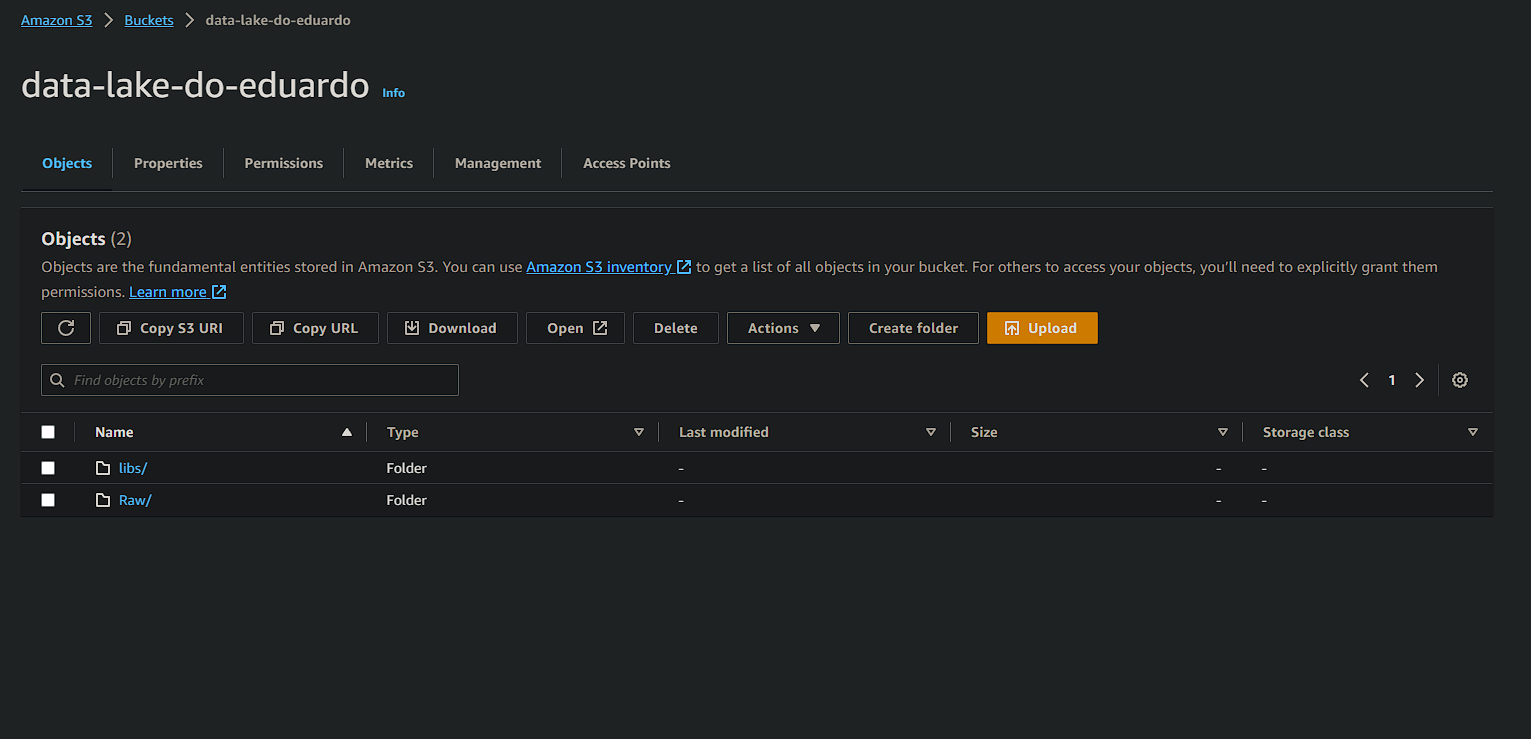 Amazon S3 > Buckets > data-lake-do-eduardo
data-lake-do-eduardo Info
Objects Properties Permissions Metrics Management Access Points
Objects (2)
Objects are the fundamental entities stored in Amazon S3. You can use Amazon S3 inventory to get a list of all objects in your bucket. For others to access your objects, you'll need to explicitly grant them
permissions. Learn more
Copy S3 URI Copy URL Download Open Delete Actions Create folder Upload
Find objects by prefix 1
Name Type Last modified Size Storage class
libs/ Folder - - -
Raw/ Folder - - -